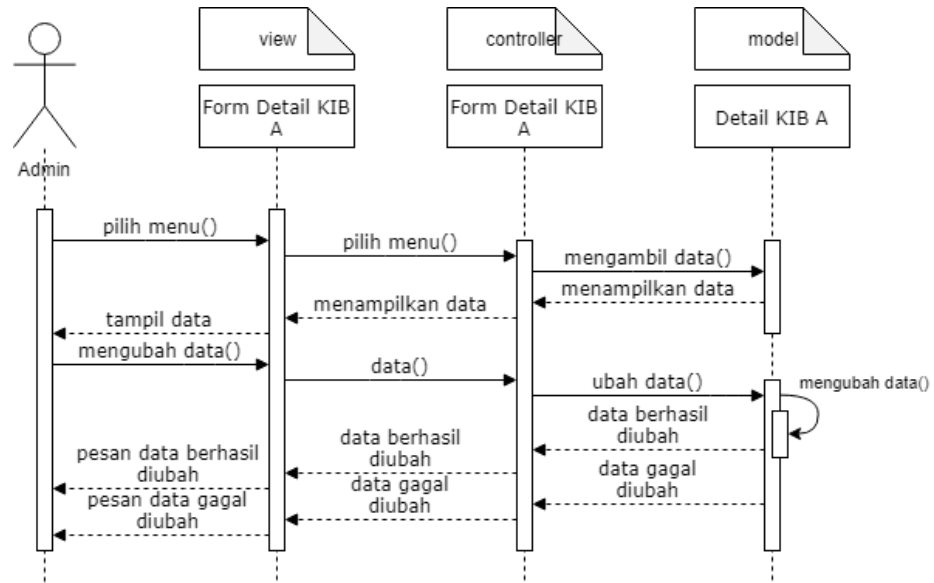 view
controller
model
Form Detail KIB
A
Form Detail KIB
A
Detail KIB A
Admin
pilih menu()
pilih menu()
mengambil data()
menampilkan data
menampilkan data
tampil data
mengubah data()
data()
ubah data()
mengubah data()
data berhasil
diubah
data berhasil
diubah
pesan data berhasil
diubah
data gagal
diubah
data gagal
diubah
pesan data gagal
diubah